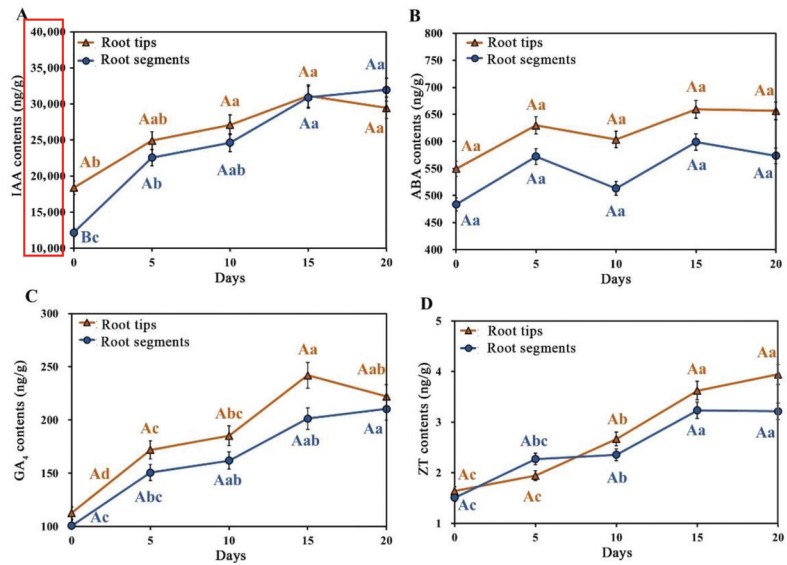 A
IAA contents (ng/g)
40,000
35,000
30,000
25,000
20,000
15,000
10,000
Root tips
Root segments
Ab
Aab
Aa
Aa
Aa
Aa
Bc
Ab
Aab
Aa
Aa
0
5
10
15
20
Days
B
ABA contents (ng/g)
800
750
700
650
600
550
500
450
400
Root tips
Root segments
Aa
Aa
Aa
Aa
Aa
Aa
Aa
Aa
Aa
Aa
0
5
10
15
20
Days
C
GA4 contents (ng/g)
300
250
200
150
100
Root tips
Root segments
Ad
Ac
Abc
Aa
Aab
Ac
Abc
Aab
Aab
Aa
0
5
10
15
20
Days
D
ZT contents (ng/g)
5
4
3
2
1
Root tips
Root segments
Ac
Abc
Ab
Aa
Aa
Ac
Ac
Ab
Aa
Aa
0
5
10
15
20
Days